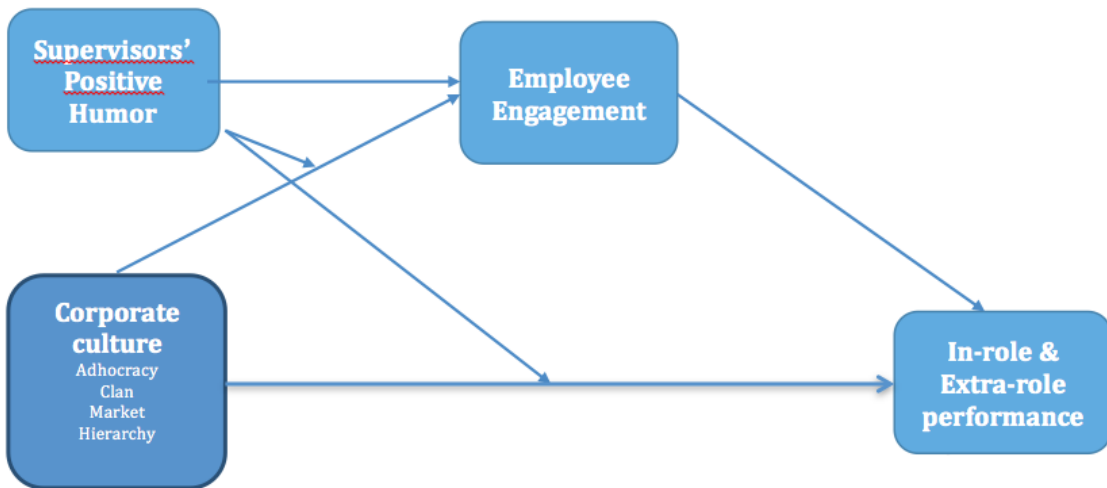 Supervisors’
Positive
Humor
Employee
Engagement
Corporate
culture
Adhocracy
Clan
Market
Hierarchy
In-role &
Extra-role
performance